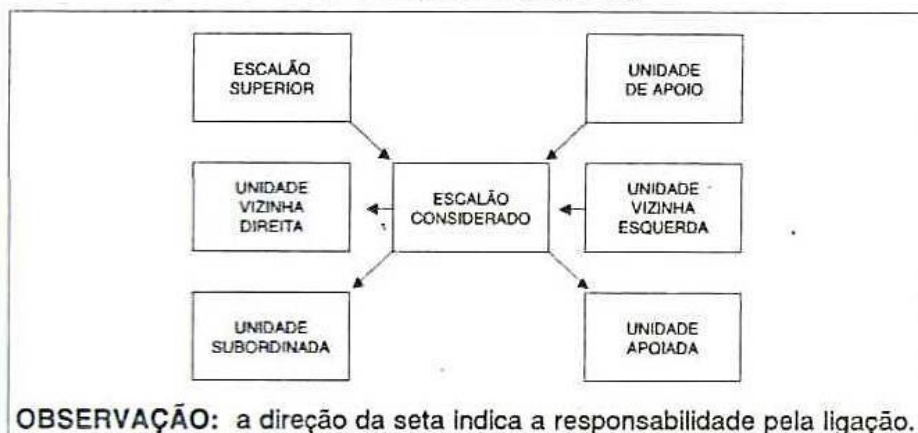 ESCALÃO
SUPERIOR
UNIDADE
DE APOIO
UNIDADE
VIZINHA
DIREITA
ESCALÃO
CONSIDERADO
UNIDADE
VIZINHA
ESQUERDA
UNIDADE
SUBORDINADA
UNIDADE
APOIADA
OBSERVAÇÃO: a direção da seta indica a responsabilidade pela ligação.